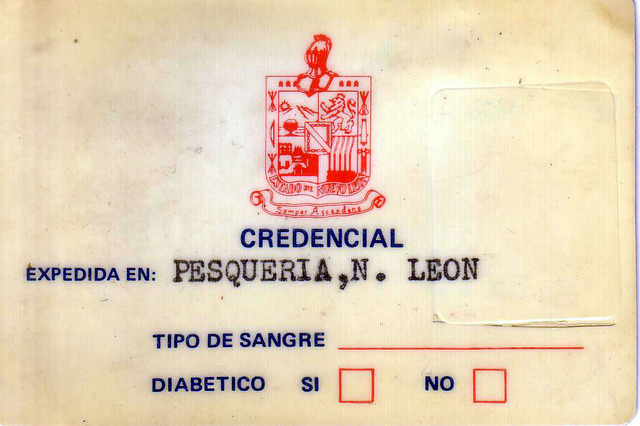 ESTADO DE NUEVO LEON
Semper Ascendens
CREDENCIAL
EXPEDIDA EN: PESQUERIA,N. LEON
TIPO DE SANGRE
DIABETICO SI NO